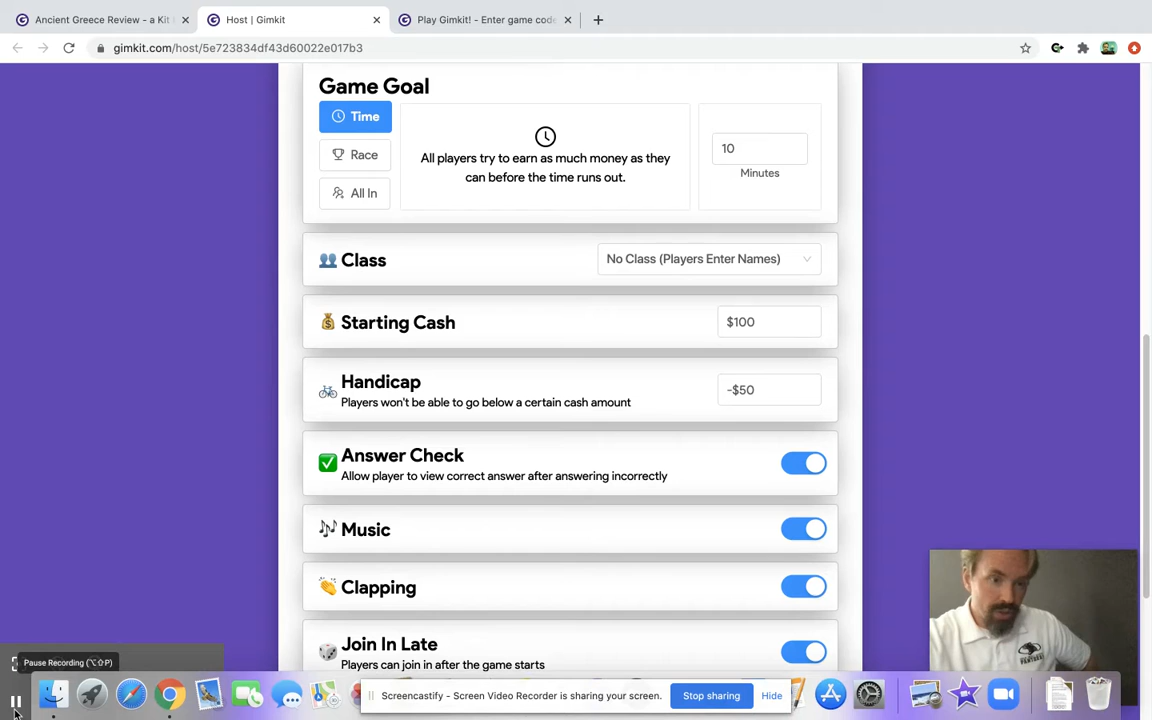 Ancient Greece Review - a Kit
Host | Gimkit
Play Gimkit! - Enter game code
gimkit.com/host/5e723834df43d60022e017b3
Game Goal
Time
Race
All In
All players try to earn as much money as they
can before the time runs out.
10
Minutes
Class
No Class (Players Enter Names)
Starting Cash
$100
Handicap
Players won't be able to go below a certain cash amount
-$50
Answer Check
Allow player to view correct answer after answering incorrectly
Music
Clapping
Join In Late
Players can join in after the game starts
Pause Recording (⌥⇧P)
Screencastify - Screen Video Recorder is sharing your screen.
Stop sharing
Hide